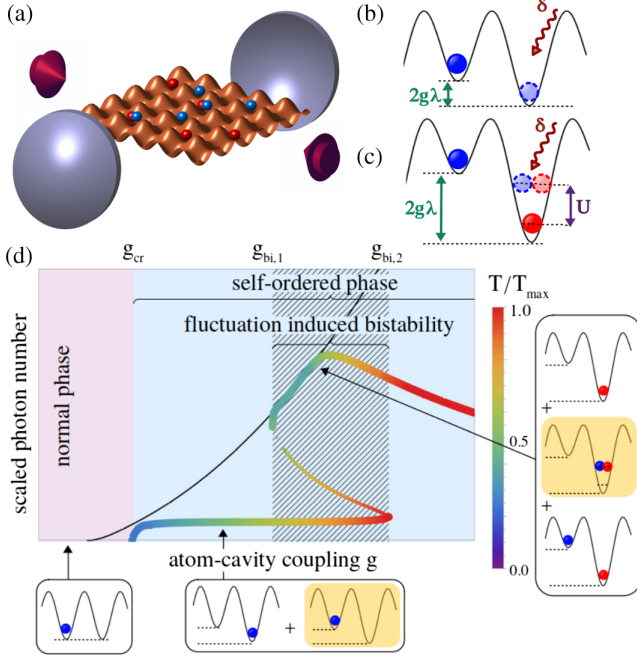 (a)
(b)
δ
2gλ
(c)
δ
2gλ
U
(d)
g_cr
g_bi,1
g_bi,2
self-ordered phase
fluctuation induced bistability
T/T_max
1.0
0.5
0.0
scaled photon number
normal phase
atom-cavity coupling g
+
+
+